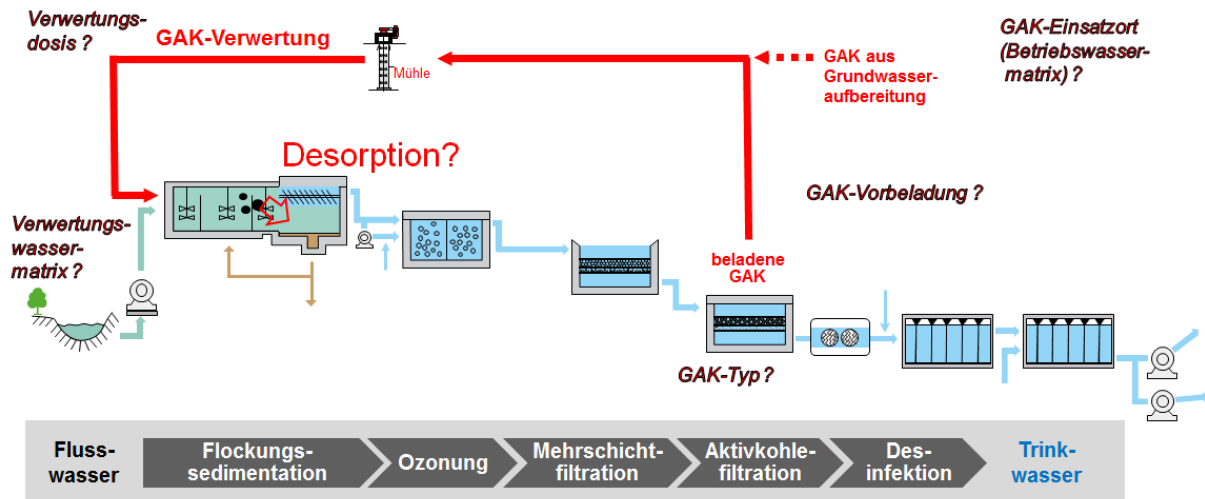 Verwertungs-
dosis ?
GAK-Verwertung
Mühle
GAK aus
Grundwasser-
aufbereitung
GAK-Einsatzort
(Betriebswasser-
matrix) ?
Desorption?
GAK-Vorbeladung ?
Verwertungs-
wasser-
matrix ?
beladene
GAK
GAK-Typ ?
Fluss-
wasser
Flockungs-
sedimentation
Ozonung
Mehrschicht-
filtration
Aktivkohle-
filtration
Des-
infektion
Trink-
wasser